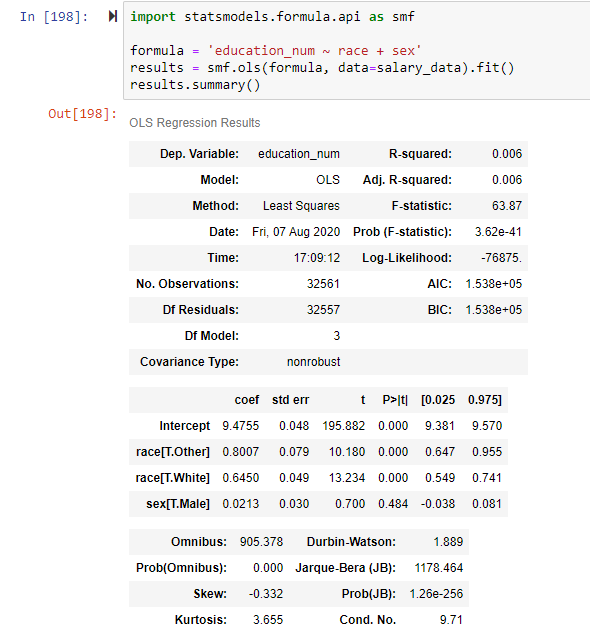 In [198]: import statsmodels.formula.api as smf
formula = 'education_num ~ race + sex'
results = smf.ols(formula, data=salary_data).fit()
results.summary()
Out[198]:
OLS Regression Results
Dep. Variable: education_num R-squared: 0.006
Model: OLS Adj. R-squared: 0.006
Method: Least Squares F-statistic: 63.87
Date: Fri, 07 Aug 2020 Prob (F-statistic): 3.62e-41
Time: 17:09:12 Log-Likelihood: -76875.
No. Observations: 32561 AIC: 1.538e+05
Df Residuals: 32557 BIC: 1.538e+05
Df Model: 3
Covariance Type: nonrobust
coef std err t P>|t| [0.025 0.975]
Intercept 9.4755 0.048 195.882 0.000 9.381 9.570
race[T.Other] 0.8007 0.079 10.180 0.000 0.647 0.955
race[T.White] 0.6450 0.049 13.234 0.000 0.549 0.741
sex[T.Male] 0.0213 0.030 0.700 0.484 -0.038 0.081
Omnibus: 905.378 Durbin-Watson: 1.889
Prob(Omnibus): 0.000 Jarque-Bera (JB): 1178.464
Skew: -0.332 Prob(JB): 1.26e-256
Kurtosis: 3.655 Cond. No. 9.71